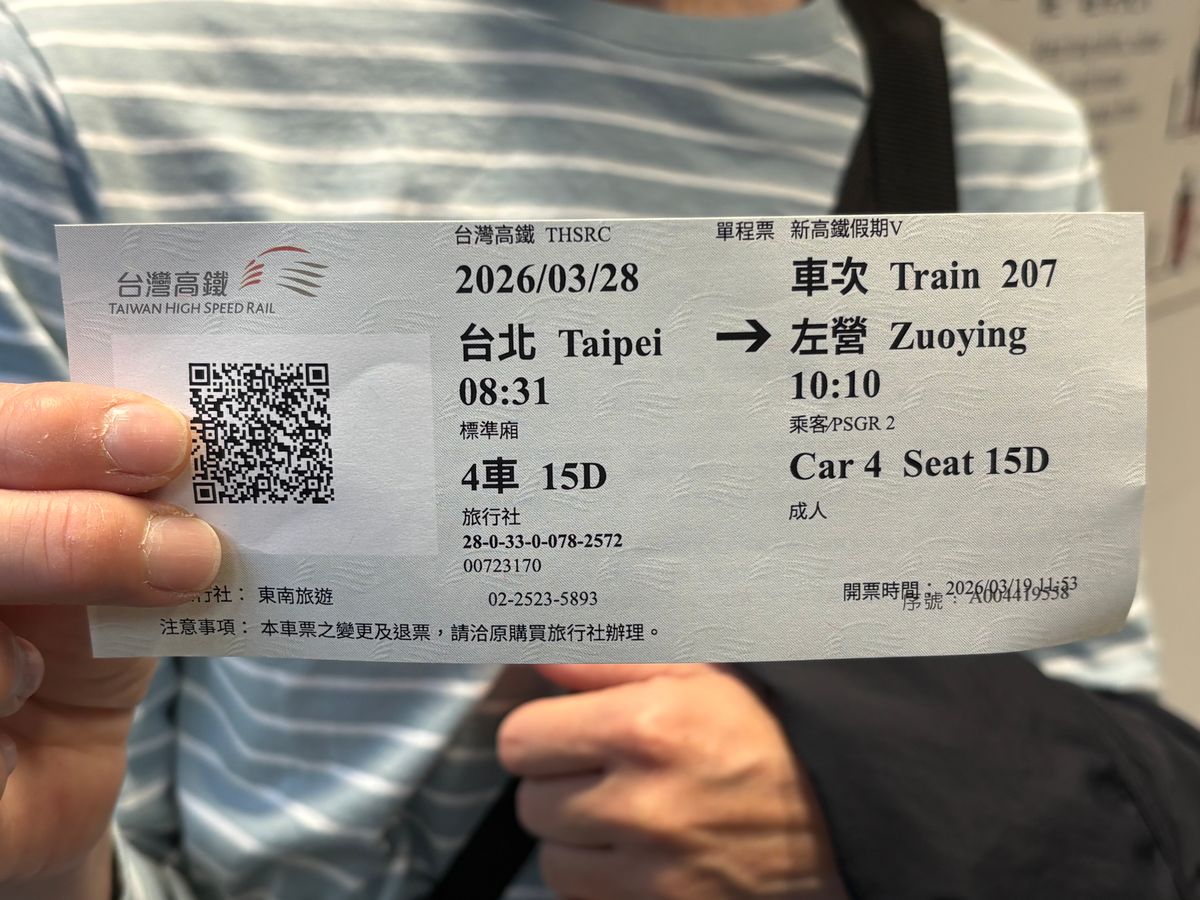 台灣高鐵
TAIWAN HIGH SPEED RAIL
台灣高鐵 THSRC
單程票 新高鐵假期V
2026/03/28
車次 Train 207
台北 Taipei → 左營 Zuoying
08:31
10:10
標準廂
乘客/PSGR 2
4車 15D
Car 4 Seat 15D
旅行社
成人
28-0-33-0-078-2572
00723170
行社： 東南旅遊
02-2523-5893
開票時間： 2026/03/19 11:53
序號： A004419558
注意事項： 本車票之變更及退票，請洽原購買旅行社辦理。